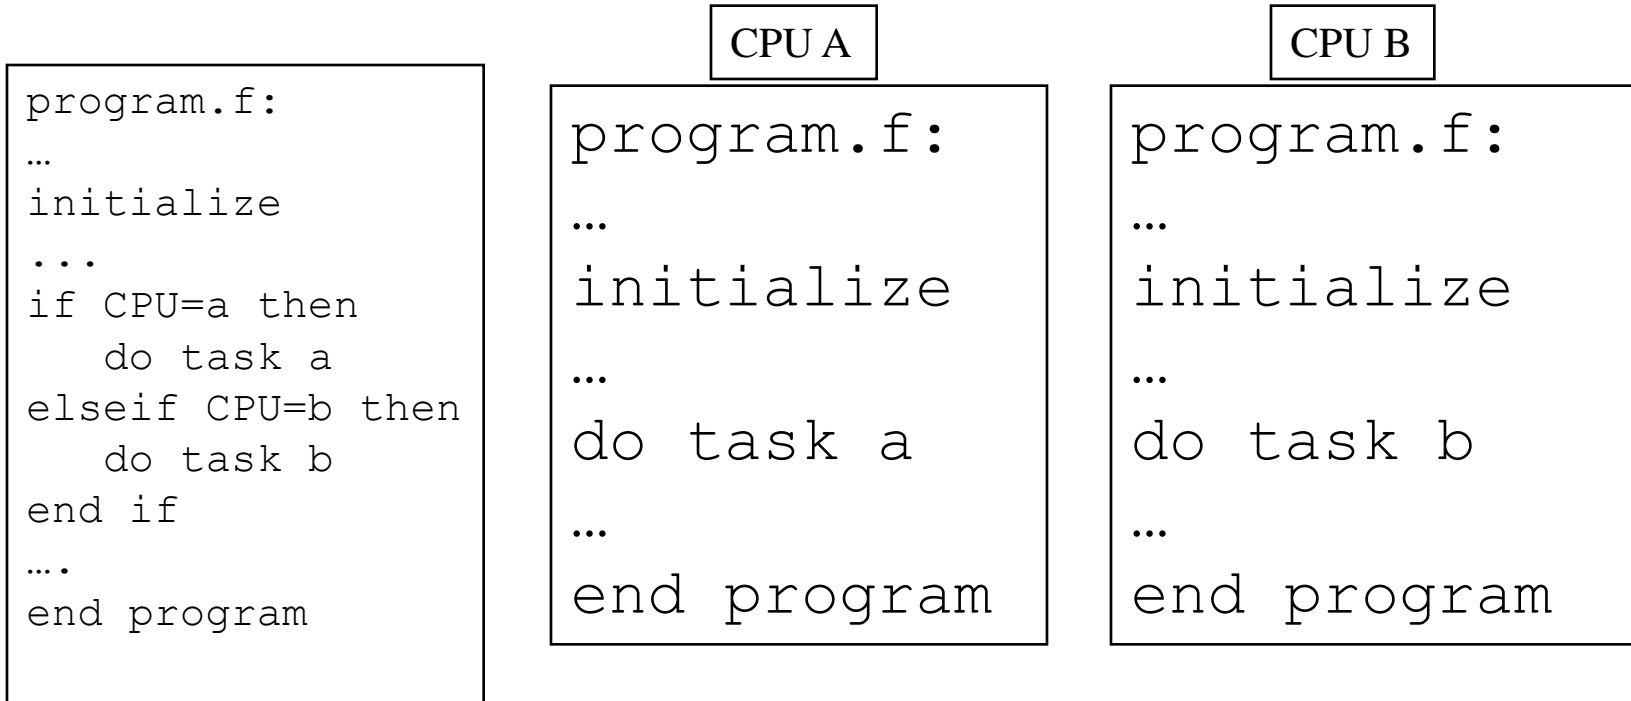 program.f:
…
initialize
...
if CPU=a then
   do task a
elseif CPU=b then
   do task b
end if
….
end program
CPU A
program.f:
…
initialize
…
do task a
…
end program
CPU B
program.f:
…
initialize
…
do task b
…
end program